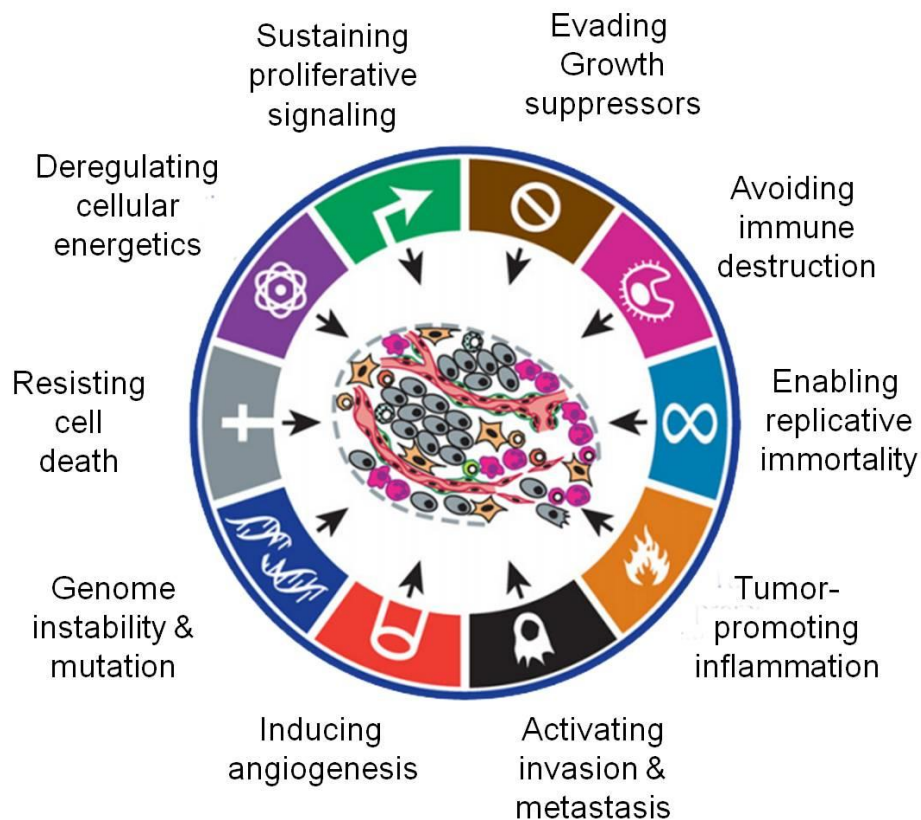 Sustaining
proliferative
signaling
Evading
Growth
suppressors
Avoiding
immune
destruction
Enabling
replicative
immortality
Tumor-
promoting
inflammation
Activating
invasion &
metastasis
Inducing
angiogenesis
Genome
instability &
mutation
Resisting
cell
death
Deregulating
cellular
energetics